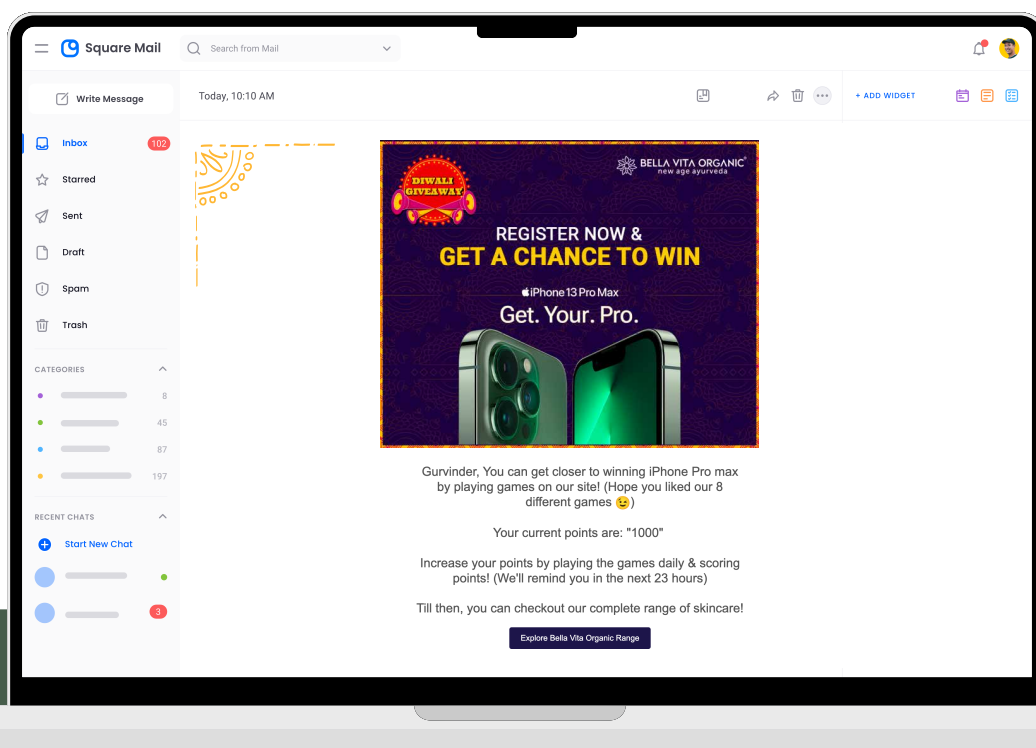 Square Mail
Search from Mail
Write Message
Today, 10:10 AM
+ ADD WIDGET
Inbox
102
Starred
Sent
Draft
Spam
Trash
CATEGORIES
8
45
87
197
RECENT CHATS
Start New Chat
3
DIWALI
GIVEAWAY
BELLA VITA ORGANIC®
new age ayurveda
REGISTER NOW &
GET A CHANCE TO WIN
iPhone 13 Pro Max
Get. Your. Pro.
Gurvinder, You can get closer to winning iPhone Pro max
by playing games on our site! (Hope you liked our 8
different games 😉)
Your current points are: "1000"
Increase your points by playing the games daily & scoring
points! (We'll remind you in the next 23 hours)
Till then, you can checkout our complete range of skincare!
Explore Bella Vita Organic Range